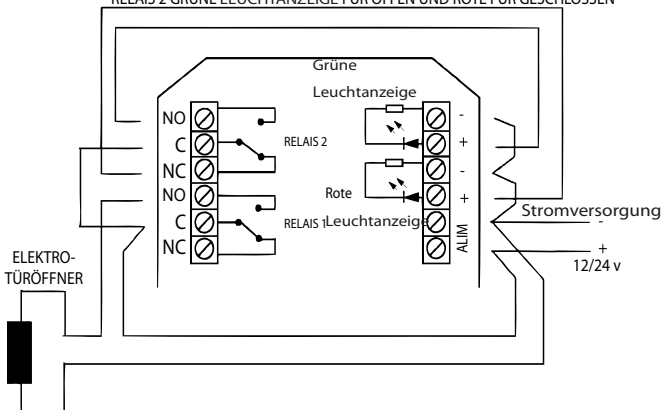 RELAIS 2 GRÜNE LEUCHTANZEIGE FÜR OFFEN UND ROTE FÜR GESCHLOSSEN
Grüne
Leuchtanzeige
NO
C
NC
NO
C
NC
RELAIS 2
RELAIS 1
Rote
Leuchtanzeige
-
+
-
+
ALIM
Stromversorgung
-
+
12/24 v
ELEKTRO-
TÜRÖFFNER